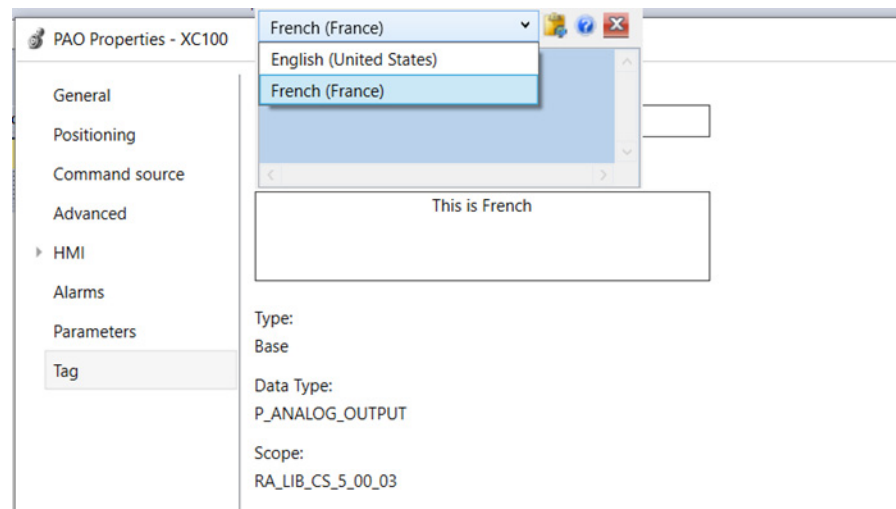 PAO Properties - XC100
French (France)
English (United States)
French (France)
General
Positioning
Command source
Advanced
HMI
Alarms
Parameters
Tag
This is French
Type:
Base
Data Type:
P_ANALOG_OUTPUT
Scope:
RA_LIB_CS_5_00_03